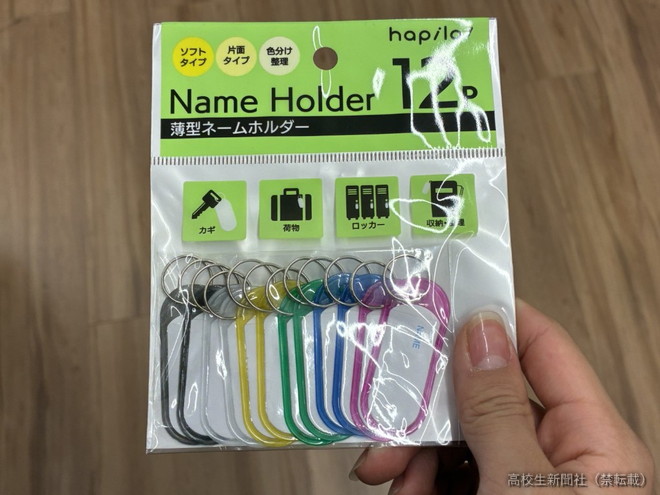 ソフト
タイプ
片面
タイプ
色分け
整理
Name Holder
12P
薄型ネームホルダー
カギ
荷物
ロッカー
高校生新聞社（禁転載）